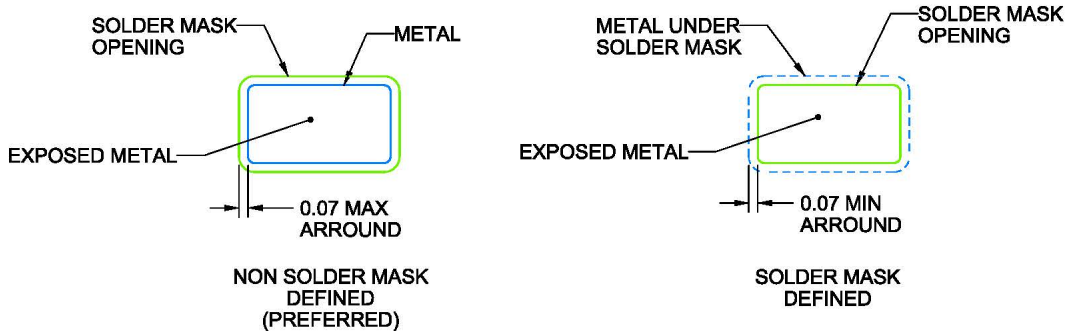 SOLDER MASK
OPENING
METAL
EXPOSED METAL
0.07 MAX
ARROUND
NON SOLDER MASK
DEFINED
(PREFERRED)
METAL UNDER
SOLDER MASK
SOLDER MASK
OPENING
EXPOSED METAL
0.07 MIN
ARROUND
SOLDER MASK
DEFINED